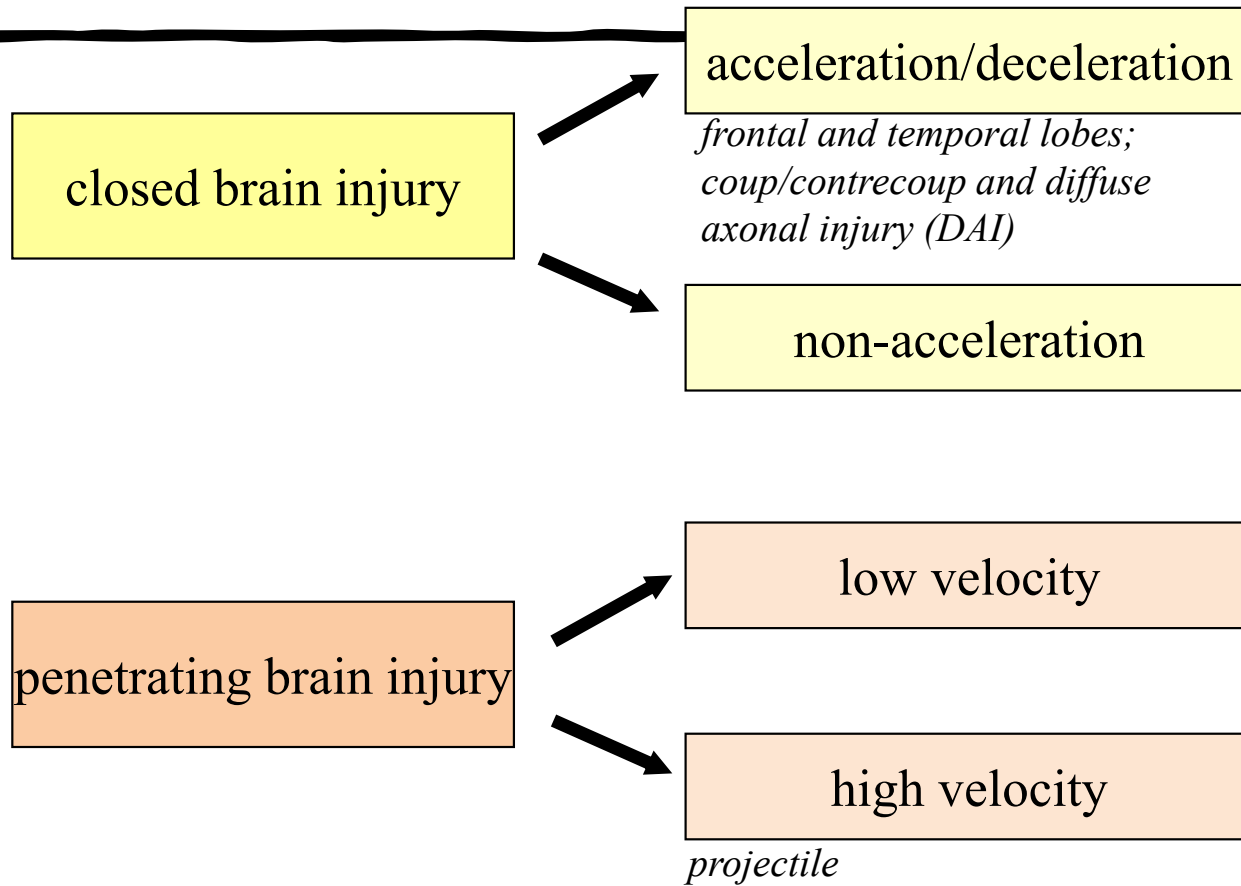 acceleration/deceleration
closed brain injury
frontal and temporal lobes;
coup/contrecoup and diffuse
axonal injury (DAI)
non-acceleration
low velocity
penetrating brain injury
high velocity
projectile